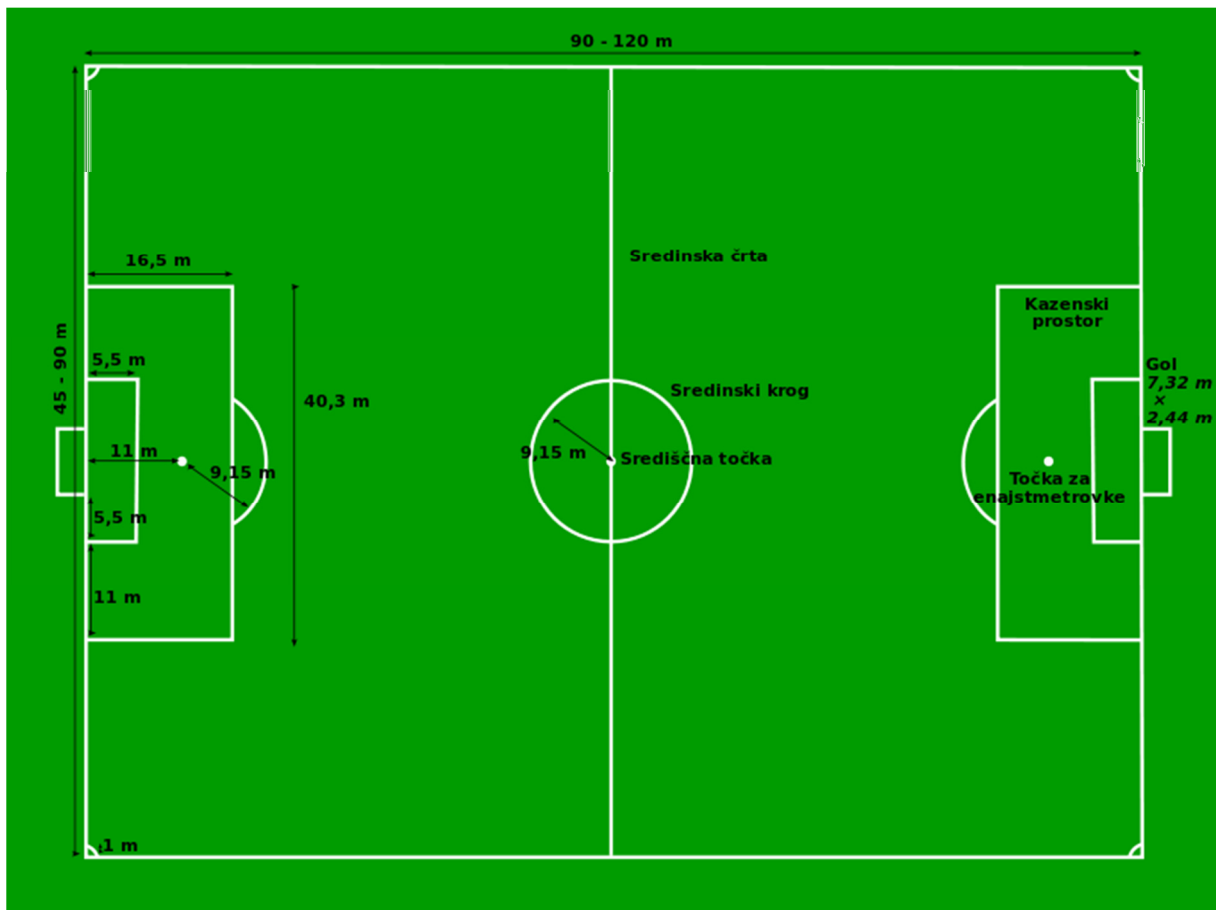 90 - 120 m
Sredinska črta
16,5 m
Kazenski
prostor
45 - 90 m
5,5 m
Gol
7,32 m
×
2,44 m
40,3 m
Sredinski krog
11 m
9,15 m
9,15 m
Središčna točka
Točka za
enajstmetrovke
5,5 m
11 m
1 m